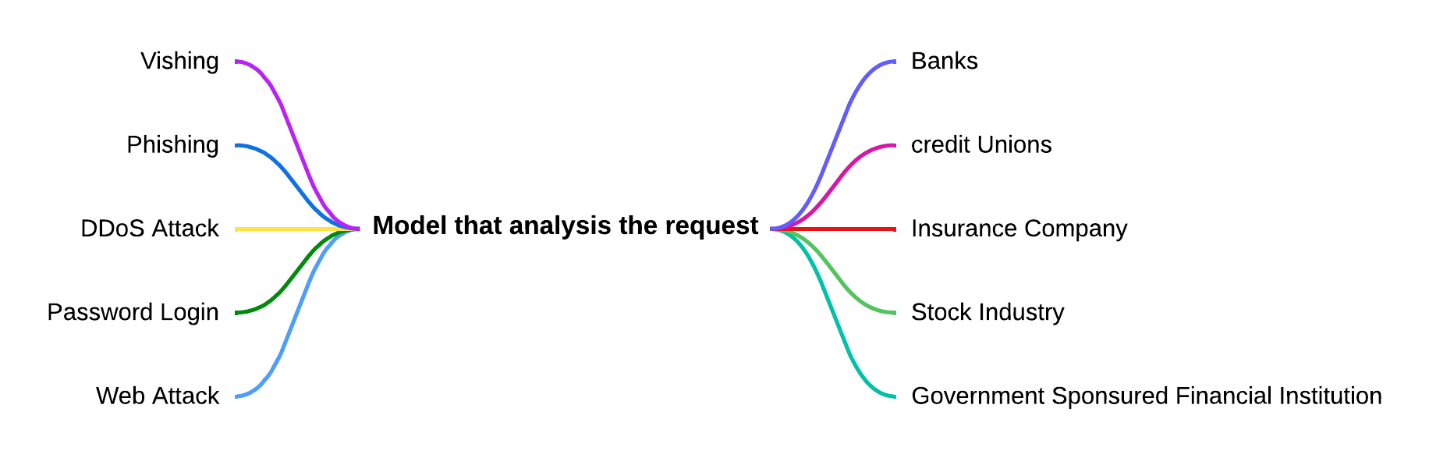 Vishing
Phishing
DDoS Attack
Password Login
Web Attack
Model that analysis the request
Banks
credit Unions
Insurance Company
Stock Industry
Government Sponsured Financial Institution